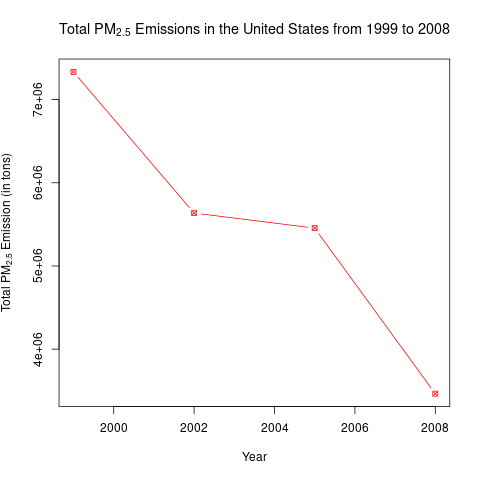 Total PM2.5 Emissions in the United States from 1999 to 2008
Total PM2.5 Emission (in tons)
7e+06
6e+06
5e+06
4e+06
2000 2002 2004 2006 2008
Year